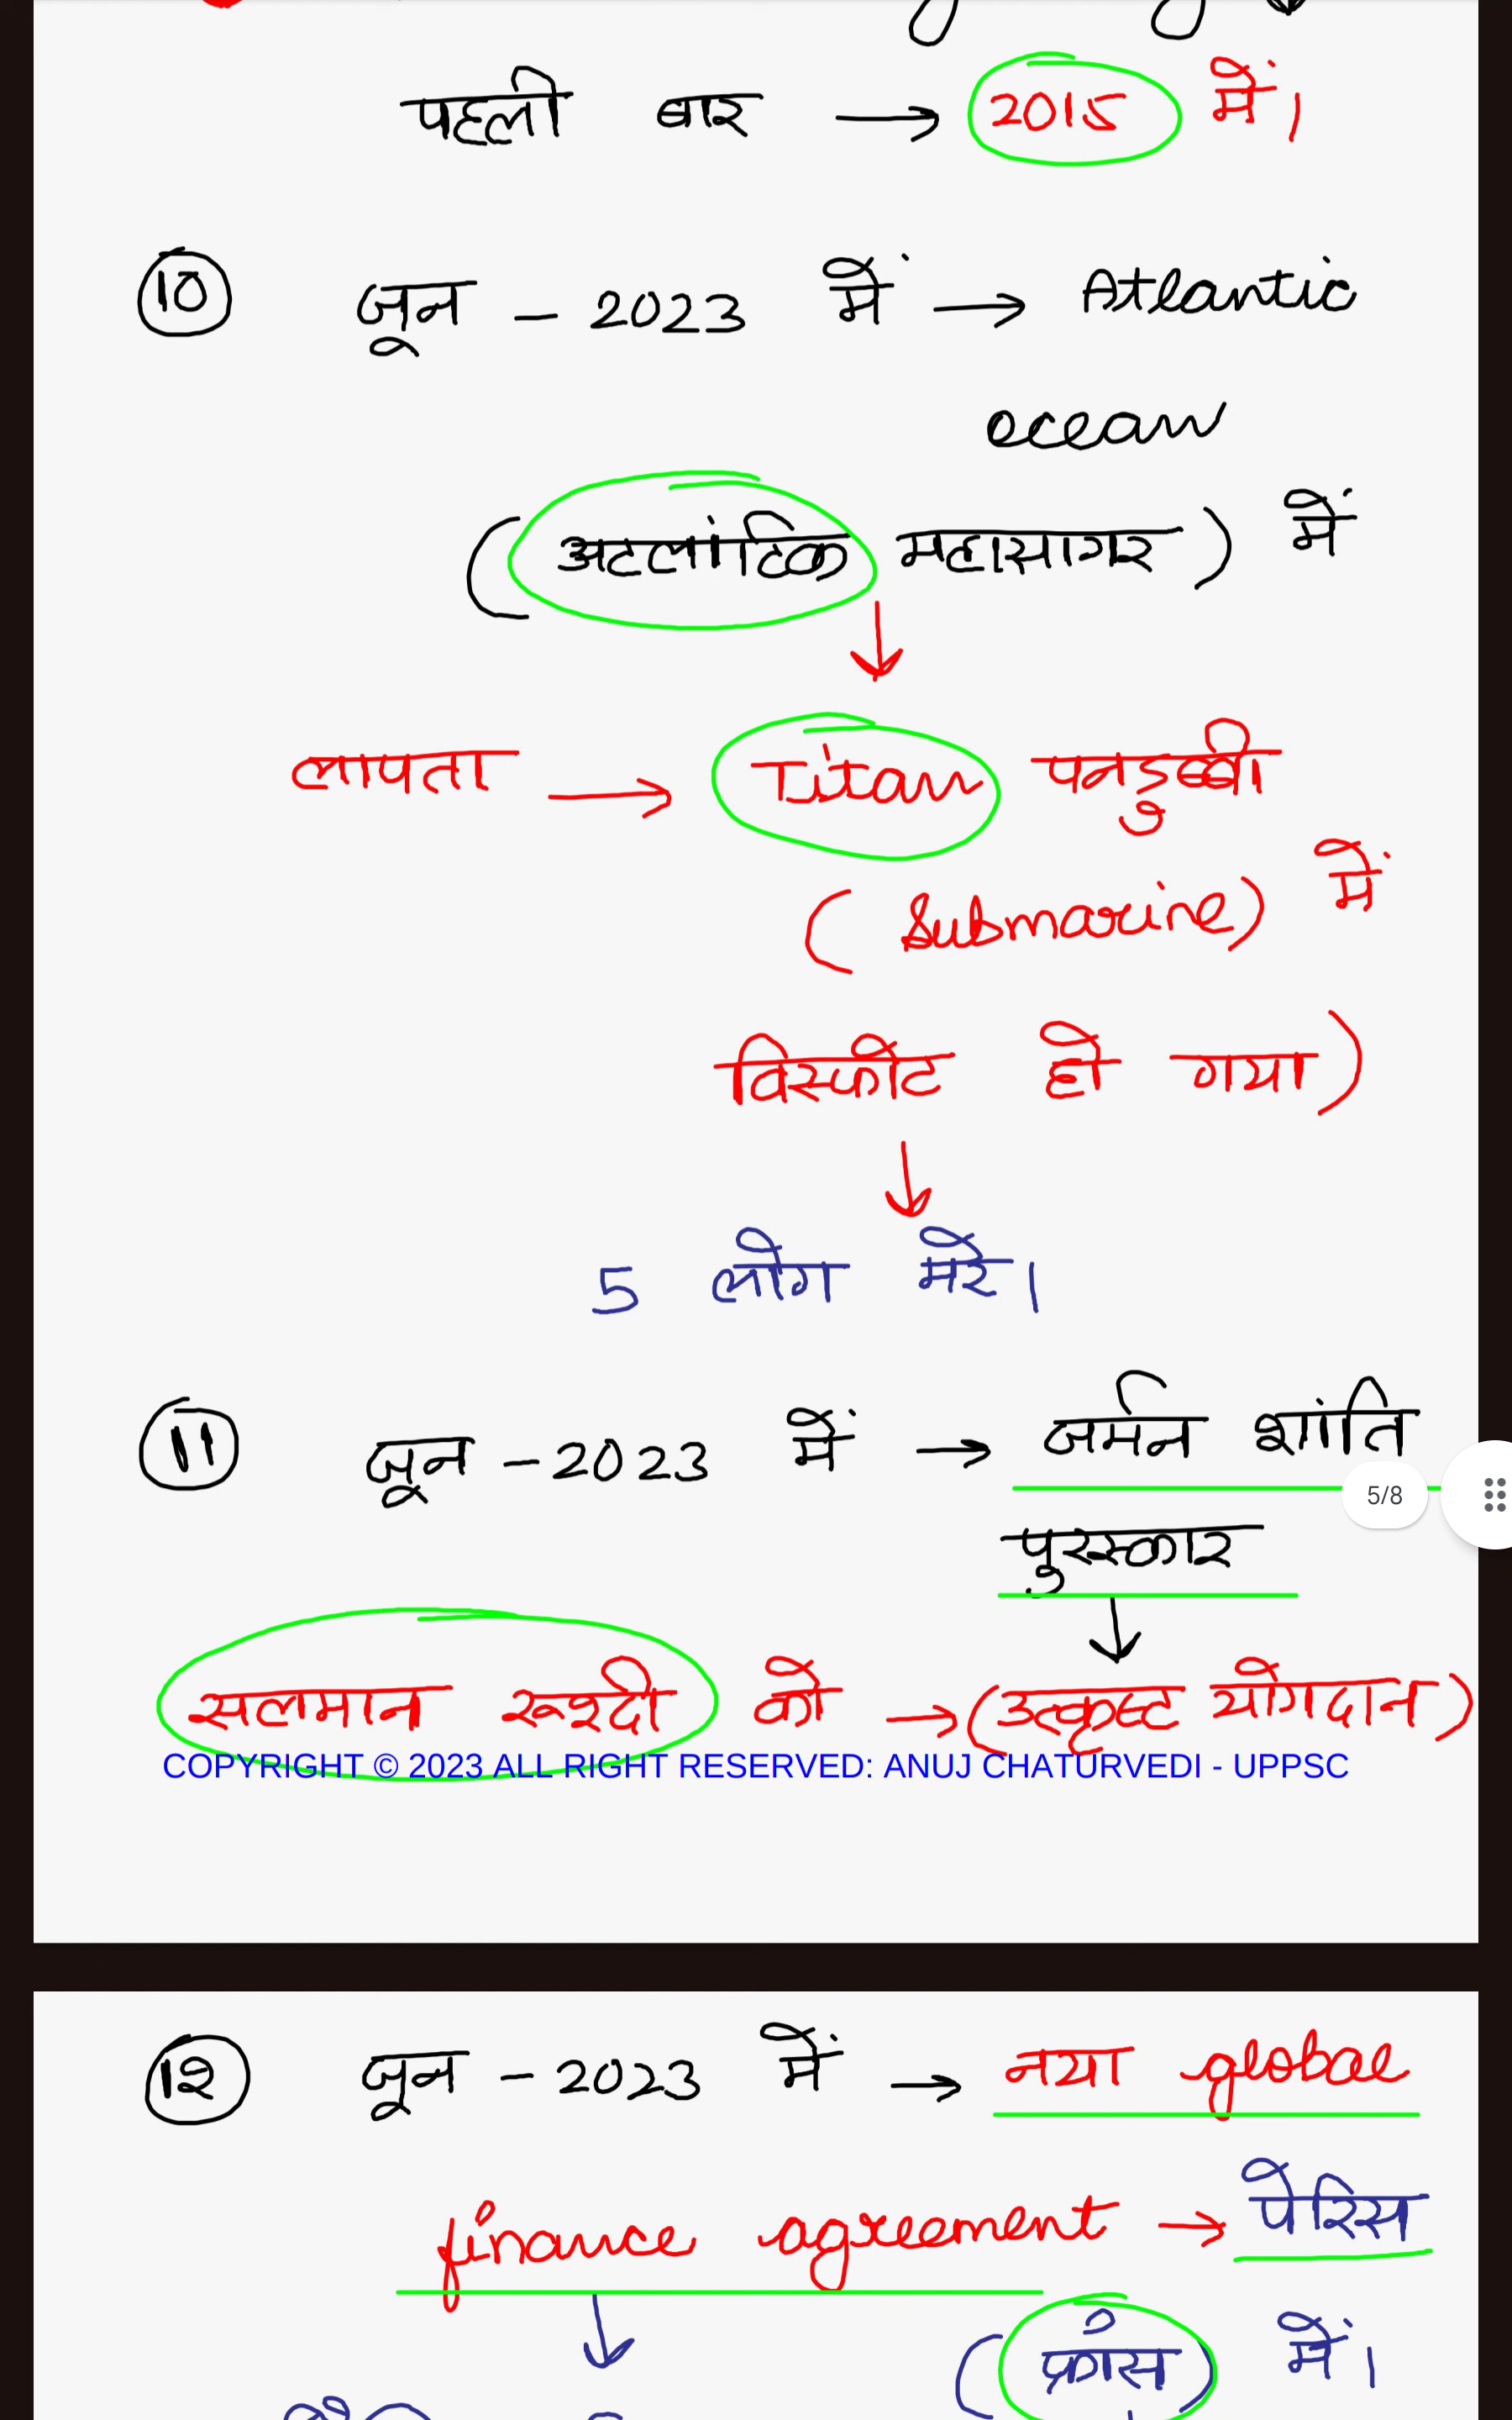 पहली बार → 2015 में।
10 जून - 2023 में → Atlantic
ocean
(अटलांटिक महासागर) में
लापता → Titan पनडुब्बी
(Submarine) में
विस्फोट हो गया)
5 लोग मरे।
11 जून - 2023 में → जर्मन शांति
5/8
पुरस्कार
सलमान रूश्दी को → (उत्कृष्ट योगदान)
COPYRIGHT © 2023 ALL RIGHT RESERVED: ANUJ CHATURVEDI - UPPSC
12 जून - 2023 में → नया global
finance agreement → पेरिस
(फ्रांस) में।